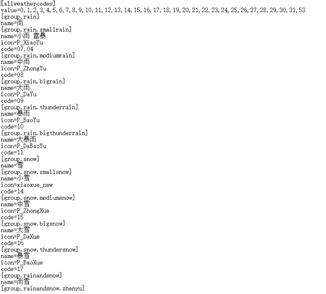 [allweathercodes]
value=0,1,2,3,4,5,6,7,8,9,10,11,12,13,14,15,16,17,18,19,20,21,22,23,24,25,26,27,28,29,30,31,53
[group,rain]
name=雨
[group,rain,smallrain]
name=小雨 雷暴
icon=P_XiaoYu
code=07,04
[group,rain,modiumrain]
name=中雨
icon=P_ZhongYu
code=08
[group,rain,bigrain]
name=大雨
icon=P_DaYu
code=09
[group,rain,thunderrain]
name=暴雨
icon=P_BaoYu
code=10
[group,rain,bigthunderrain]
name=大暴雨
icon=P_DaBaoYu
code=11
[group,snow]
name=雪
[group,snow,smallsnow]
name=小雪
icon=xiaoxue_new
code=14
[group,snow,modiumsnow]
name=中雪
icon=P_ZhongXue
code=15
[group,snow,bigsnow]
name=大雪
icon=P_DaXue
code=16
[group,snow,thundersnow]
name=暴雪
icon=P_BaoXue
code=17
[group,rainandsnow]
name=雨雪
[group,rainandsnow,zhenyu]